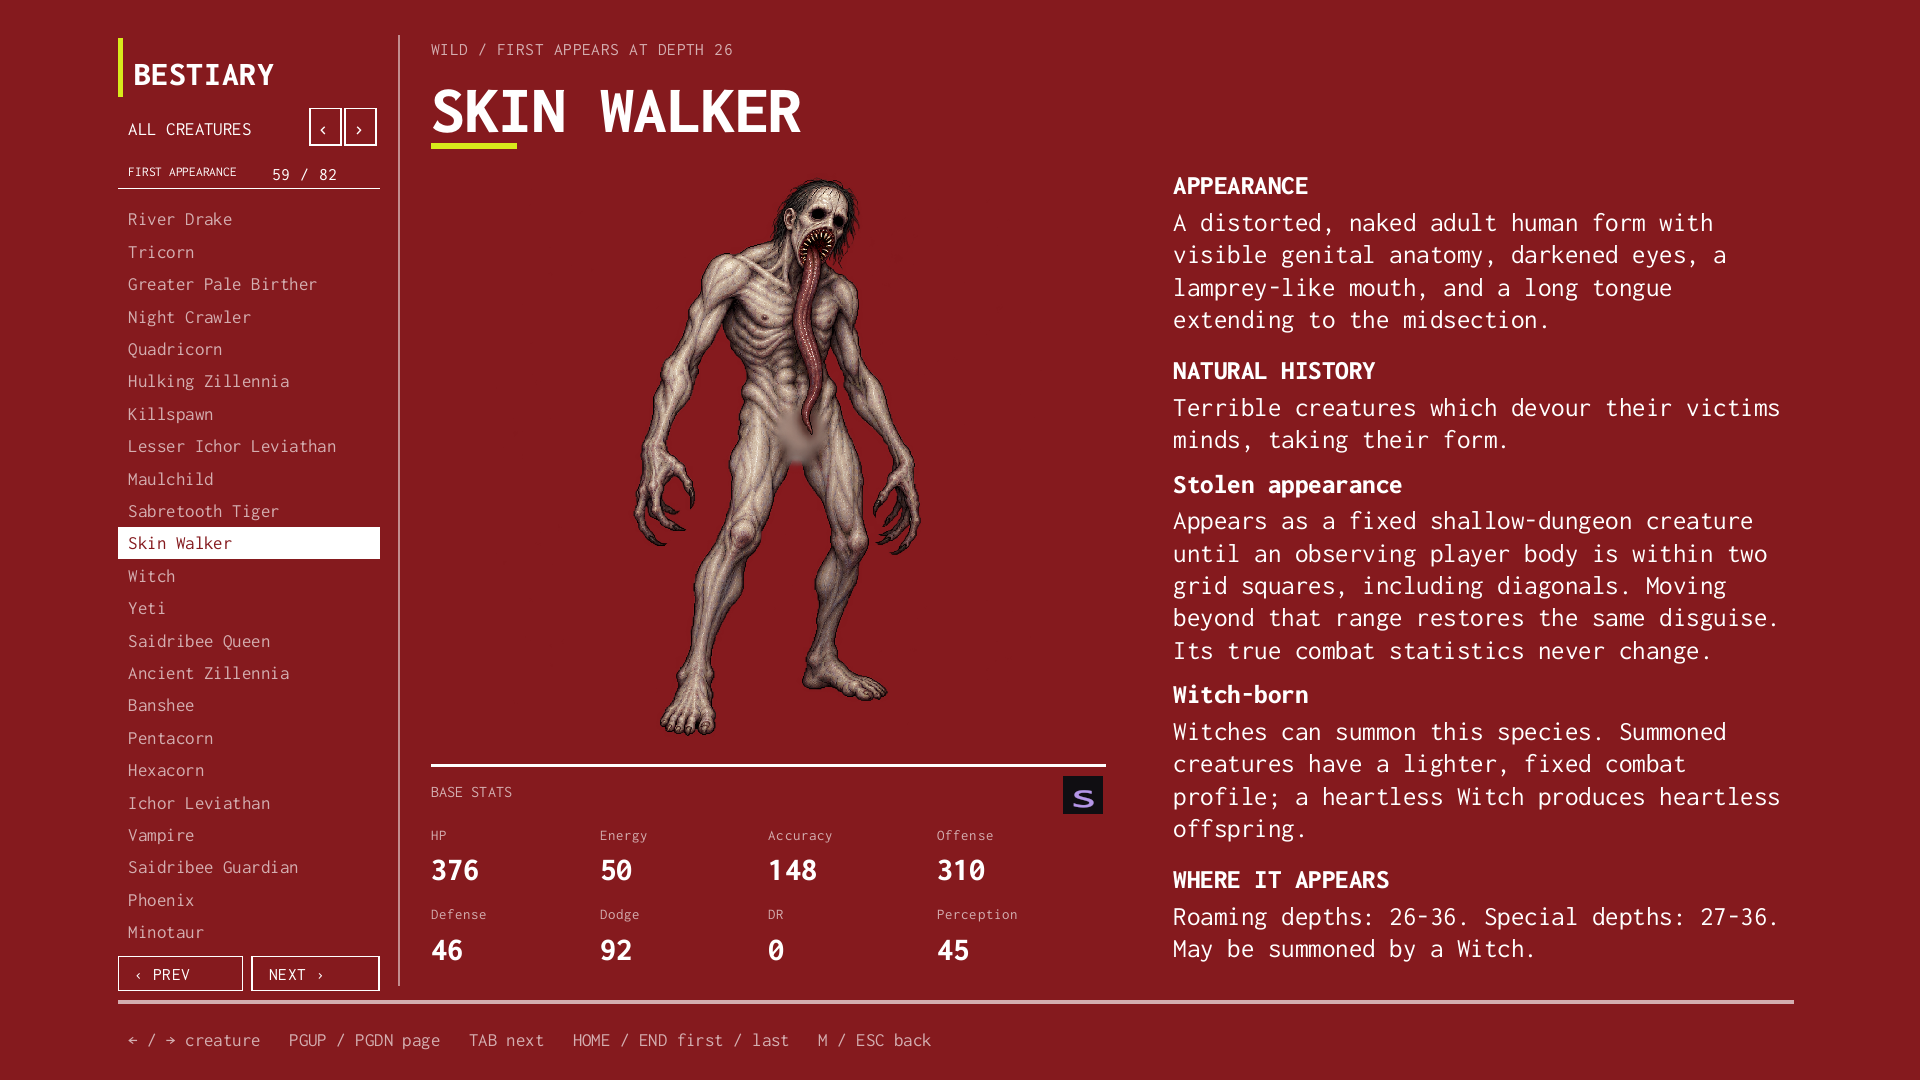 BESTIARY
ALL CREATURES
‹ ›
FIRST APPEARANCE 59 / 82
River Drake
Tricorn
Greater Pale Birther
Night Crawler
Quadricorn
Hulking Zillennia
Killspawn
Lesser Ichor Leviathan
Maulchild
Sabretooth Tiger
Skin Walker
Witch
Yeti
Saidribee Queen
Ancient Zillennia
Banshee
Pentacorn
Hexacorn
Ichor Leviathan
Vampire
Saidribee Guardian
Phoenix
Minotaur
‹ PREV NEXT ›
WILD / FIRST APPEARS AT DEPTH 26
SKIN WALKER
BASE STATS
S
HP Energy Accuracy Offense
376 50 148 310
Defense Dodge DR Perception
46 92 0 45
APPEARANCE
A distorted, naked adult human form with
visible genital anatomy, darkened eyes, a
lamprey-like mouth, and a long tongue
extending to the midsection.
NATURAL HISTORY
Terrible creatures which devour their victims
minds, taking their form.
Stolen appearance
Appears as a fixed shallow-dungeon creature
until an observing player body is within two
grid squares, including diagonals. Moving
beyond that range restores the same disguise.
Its true combat statistics never change.
Witch-born
Witches can summon this species. Summoned
creatures have a lighter, fixed combat
profile; a heartless Witch produces heartless
offspring.
WHERE IT APPEARS
Roaming depths: 26-36. Special depths: 27-36.
May be summoned by a Witch.
← / → creature PGUP / PGDN page TAB next HOME / END first / last M / ESC back